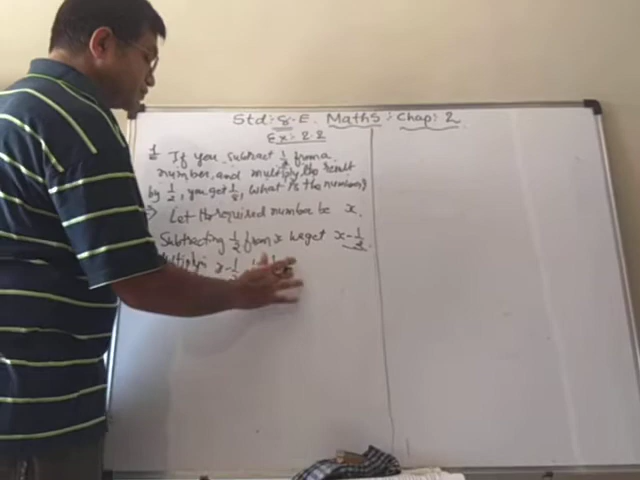 Std:- 8-E. Maths :- Chap: 2
Ex:- 2.2
1 If you subtract 1/2 from a
number, and multiply the result
by 1/2, you get 1/8, What is the number?
⇒ Let the required number be x.
Subtracting 1/2 from x we get x - 1/2.
x - 1/2